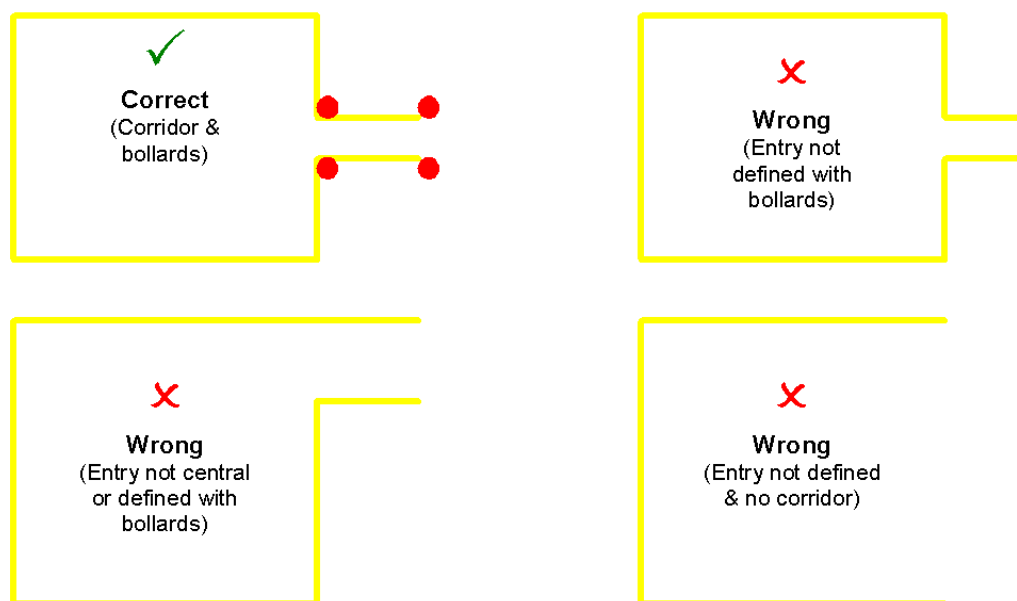 Correct
(Corridor &
bollards)
Wrong
(Entry not
defined with
bollards)
Wrong
(Entry not central
or defined with
bollards)
Wrong
(Entry not defined
& no corridor)